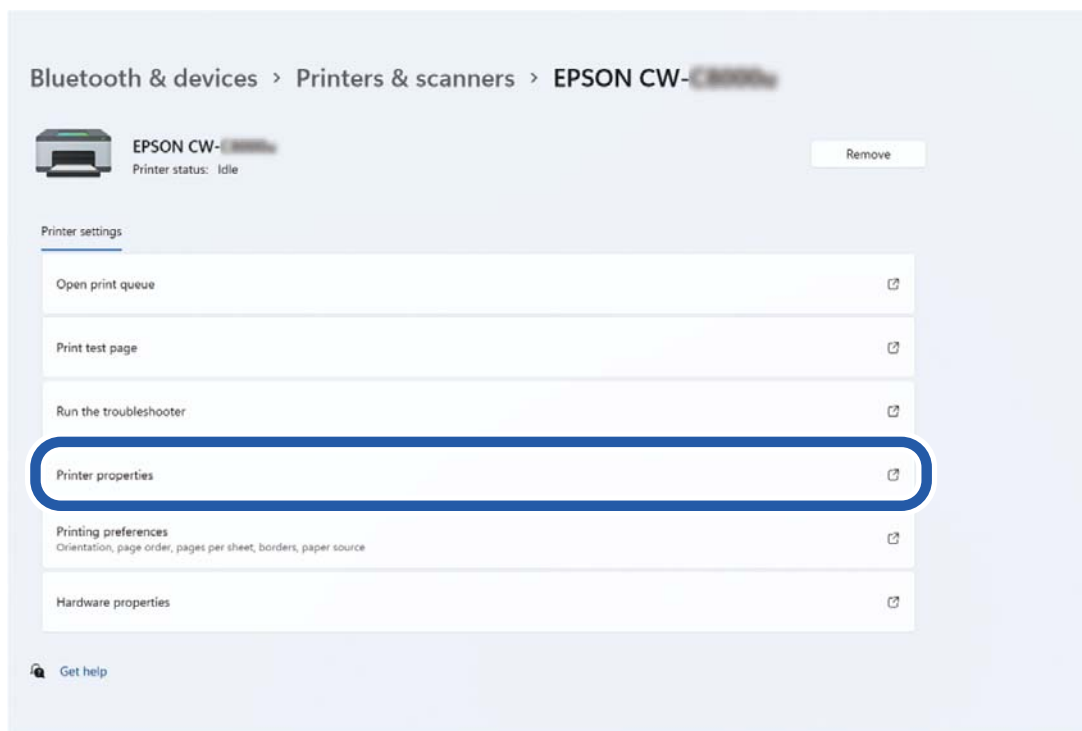 Bluetooth & devices > Printers & scanners > EPSON CW-
EPSON CW-
Printer status: Idle
Remove
Printer settings
Open print queue
Print test page
Run the troubleshooter
Printer properties
Printing preferences
Orientation, page order, pages per sheet, borders, paper source
Hardware properties
Get help